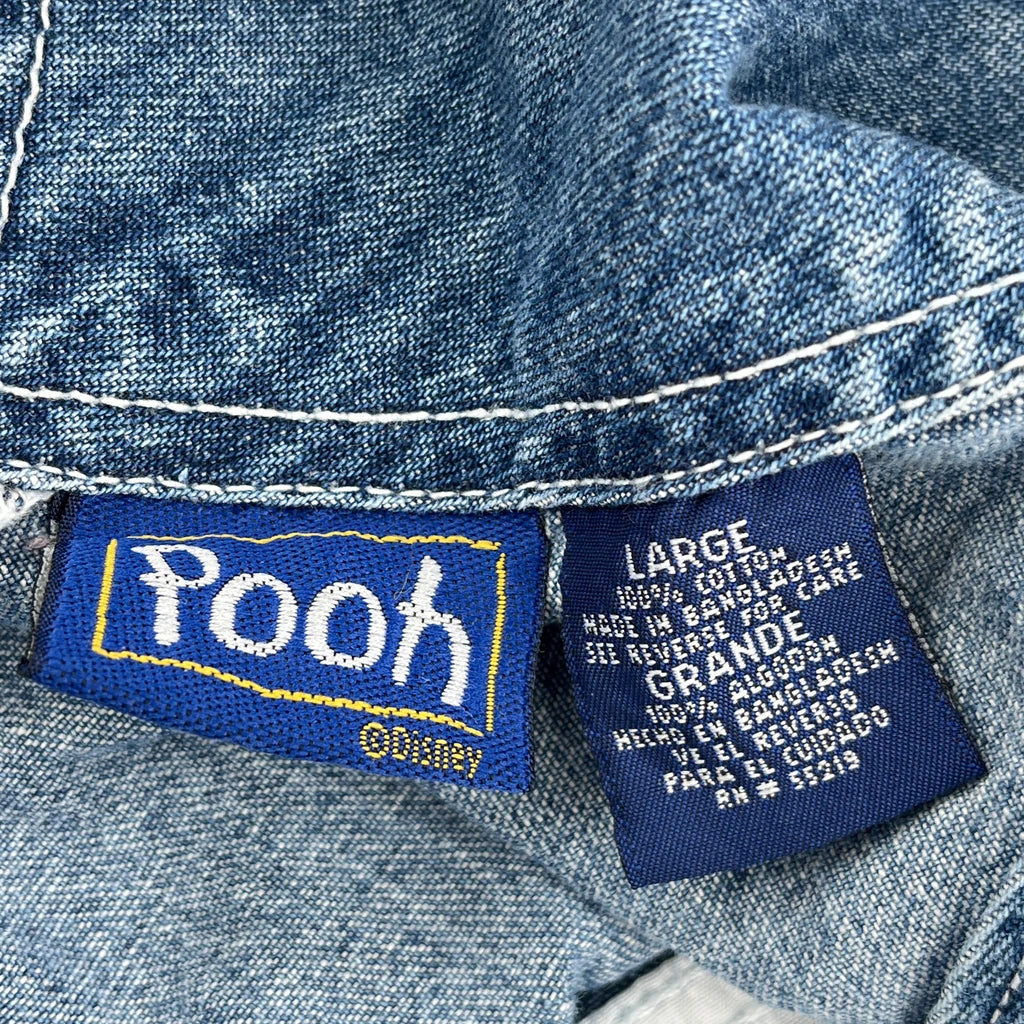 Pooh
©Disney
LARGE
100% COTTON
MADE IN BANGLADESH
SEE REVERSE FOR CARE
GRANDE
100% ALGODON
HECHO EN BANGLADESH
VE EL REVERSO
PARA EL CUIDADO
RN # 55219